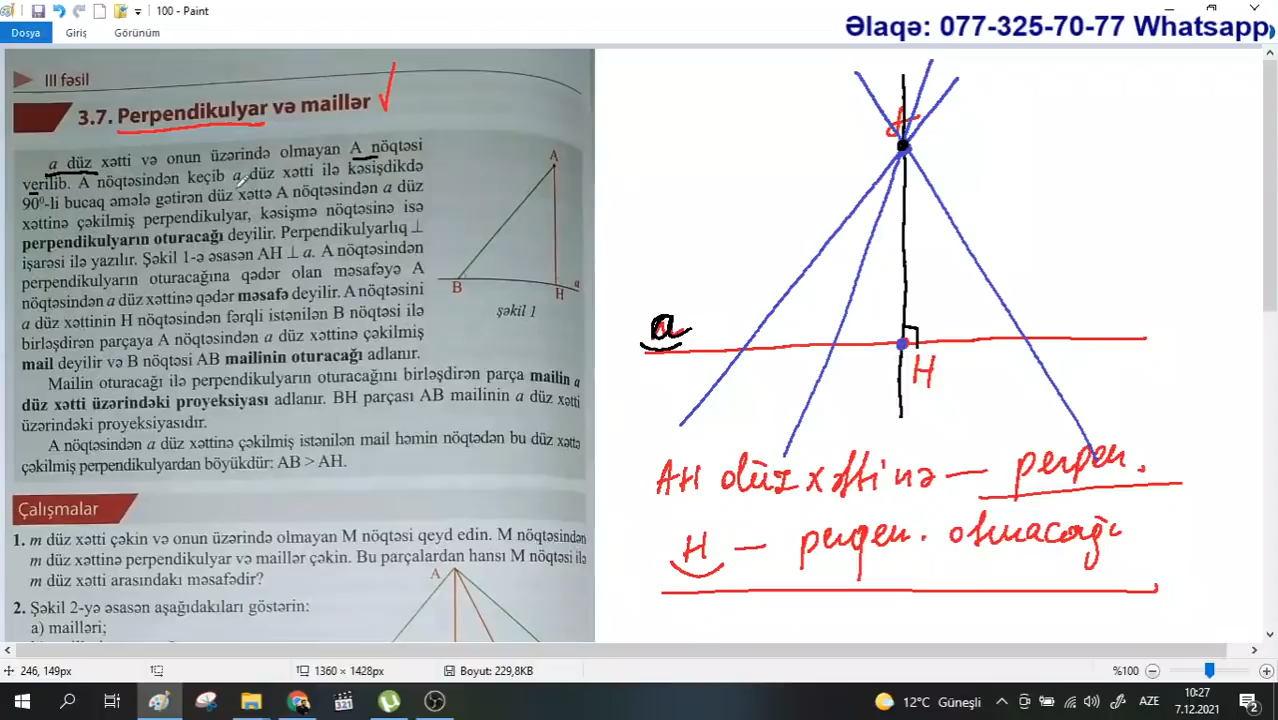 100 - Paint
Əlaqə: 077-325-70-77 Whatsapp
Dosya Giriş Görünüm
III fəsil
3.7. Perpendikulyar və maillər
a düz xətti və onun üzərində olmayan A nöqtəsi
verilib. A nöqtəsindən keçib a düz xətti ilə kəsişdikdə
90⁰-li bucaq əmələ gətirən düz xəttə A nöqtəsindən a düz
xəttinə çəkilmiş perpendikulyar, kəsişmə nöqtəsinə isə
perpendikulyarın oturacağı deyilir. Perpendikulyarlıq ⊥
işarəsi ilə yazılır. Şəkil 1-ə əsasən AH ⊥ a. A nöqtəsindən
perpendikulyarın oturacağına qədər olan məsafəyə A
nöqtəsindən a düz xəttinə qədər məsafə deyilir. A nöqtəsini
a düz xəttinin H nöqtəsindən fərqli istənilən B nöqtəsi ilə
birləşdirən parçaya A nöqtəsindən a düz xəttinə çəkilmiş
mail deyilir və B nöqtəsi AB mailinin oturacağı adlanır.
Mailin oturacağı ilə perpendikulyarın oturacağını birləşdirən parça mailin a
düz xətti üzərindəki proyeksiyası adlanır. BH parçası AB mailinin a düz xətti
üzərindəki proyeksiyasıdır.
A nöqtəsindən a düz xəttinə çəkilmiş istənilən mail həmin nöqtədən bu düz xəttə
çəkilmiş perpendikulyardan böyükdür: AB > AH.
A
B
H
a
şəkil 1
Çalışmalar
1. m düz xətti çəkin və onun üzərində olmayan M nöqtəsi qeyd edin. M nöqtəsindən
m düz xəttinə perpendikulyar və maillər çəkin. Bu parçalardan hansı M nöqtəsi ilə
m düz xətti arasındakı məsafədir?
A
2. Şəkil 2-yə əsasən aşağıdakıları göstərin:
a) mailləri;
A
a
H
AH düz xəttinə — perpen.
H — perpen. oturacağı
246, 149px
1360 × 1428px
Boyut: 229,8KB
%100
12°C Güneşli
AZE
10:27
7.12.2021
2